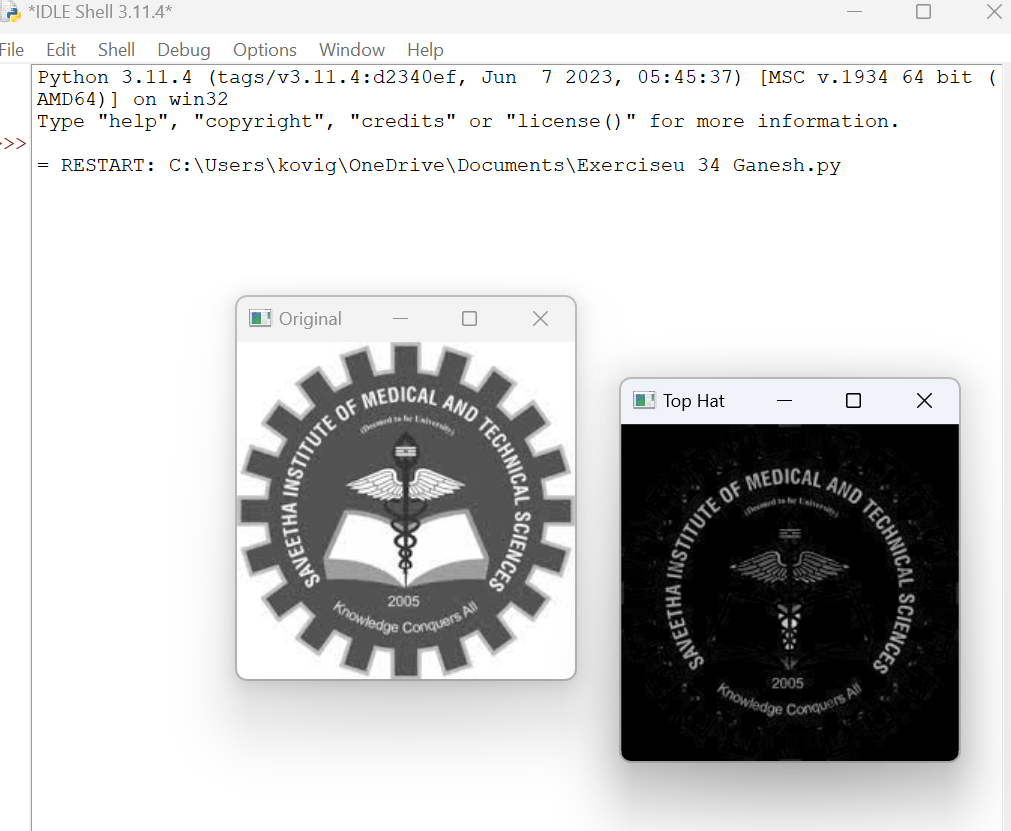 *IDLE Shell 3.11.4*
File Edit Shell Debug Options Window Help
Python 3.11.4 (tags/v3.11.4:d2340ef, Jun  7 2023, 05:45:37) [MSC v.1934 64 bit (
AMD64)] on win32
Type "help", "copyright", "credits" or "license()" for more information.
>>>
= RESTART: C:\Users\kovig\OneDrive\Documents\Exerciseu 34 Ganesh.py
Original
SAVEETHA INSTITUTE OF MEDICAL AND TECHNICAL SCIENCES
(Deemed to be University)
2005
Knowledge Conquers All
Top Hat
SAVEETHA INSTITUTE OF MEDICAL AND TECHNICAL SCIENCES
(Deemed to be University)
2005
Knowledge Conquers All